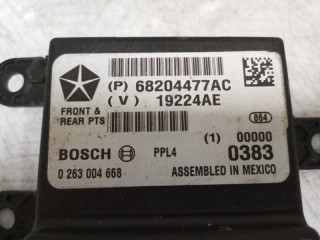 (P) 68204477AC
(V) 19224AE
FRONT &
REAR PTS
864
(1) 00000
BOSCH PPL4 0383
0 263 004 668 ASSEMBLED IN MEXICO